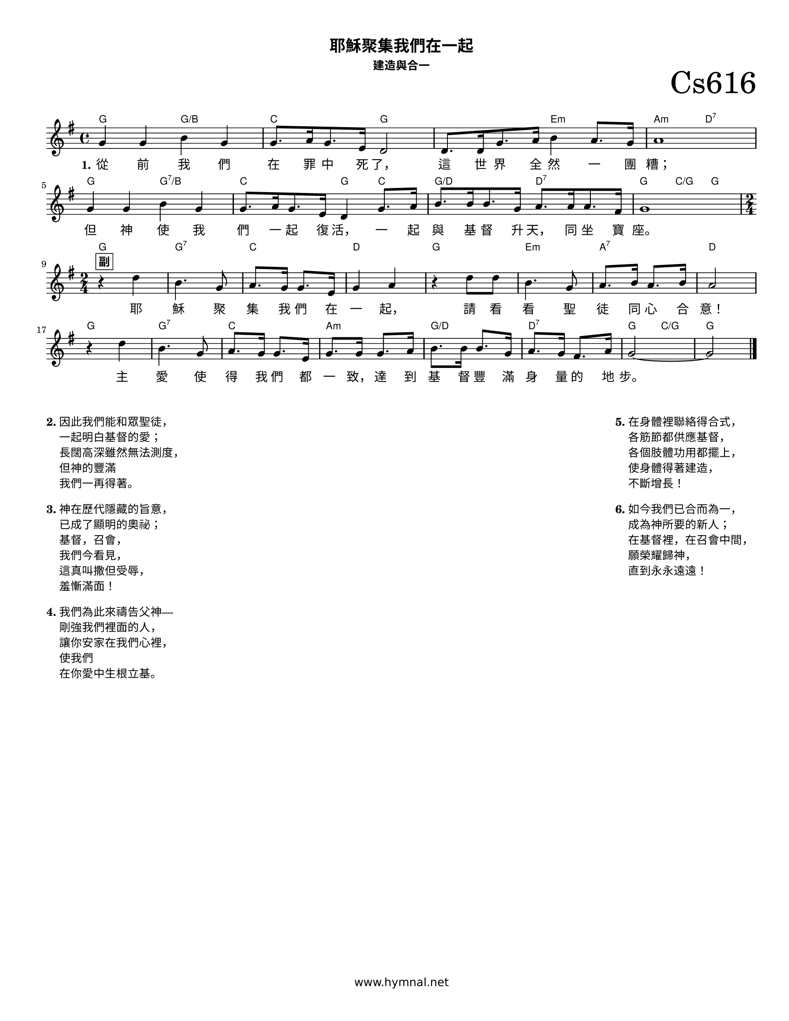 耶穌聚集我們在一起
建造與合一
Cs616
G G/B C G Em Am D7
1. 從 前 我 們 在 罪 中 死 了， 這 世 界 全 然 一 團 糟；
5 G G7/B C G C G/D D7 G C/G G
但 神 使 我 們 一 起 復 活， 一 起 與 基 督 升 天， 同 坐 寶 座。
9 G 副 G7 C D G Em A7 D
耶 穌 聚 集 我 們 在 一 起， 請 看 看 聖 徒 同 心 合 意！
17 G G7 C Am G/D D7 G C/G G
主 愛 使 得 我 們 都 一 致， 達 到 基 督 豐 滿 身 量 的 地 步。
2. 因此我們能和眾聖徒，
一起明白基督的愛；
長闊高深雖然無法測度，
但神的豐滿
我們一再得著。
3. 神在歷代隱藏的旨意，
已成了顯明的奧祕；
基督，召會，
我們今看見，
這真叫撒但受辱，
羞慚滿面！
4. 我們為此來禱告父神—
剛強我們裡面的人，
讓你安家在我們心裡，
使我們
在你愛中生根立基。
5. 在身體裡聯絡得合式，
各筋節都供應基督，
各個肢體功用都擺上，
使身體得著建造，
不斷增長！
6. 如今我們已合而為一，
成為神所要的新人；
在基督裡，在召會中間，
願榮耀歸神，
直到永永遠遠！
www.hymnal.net